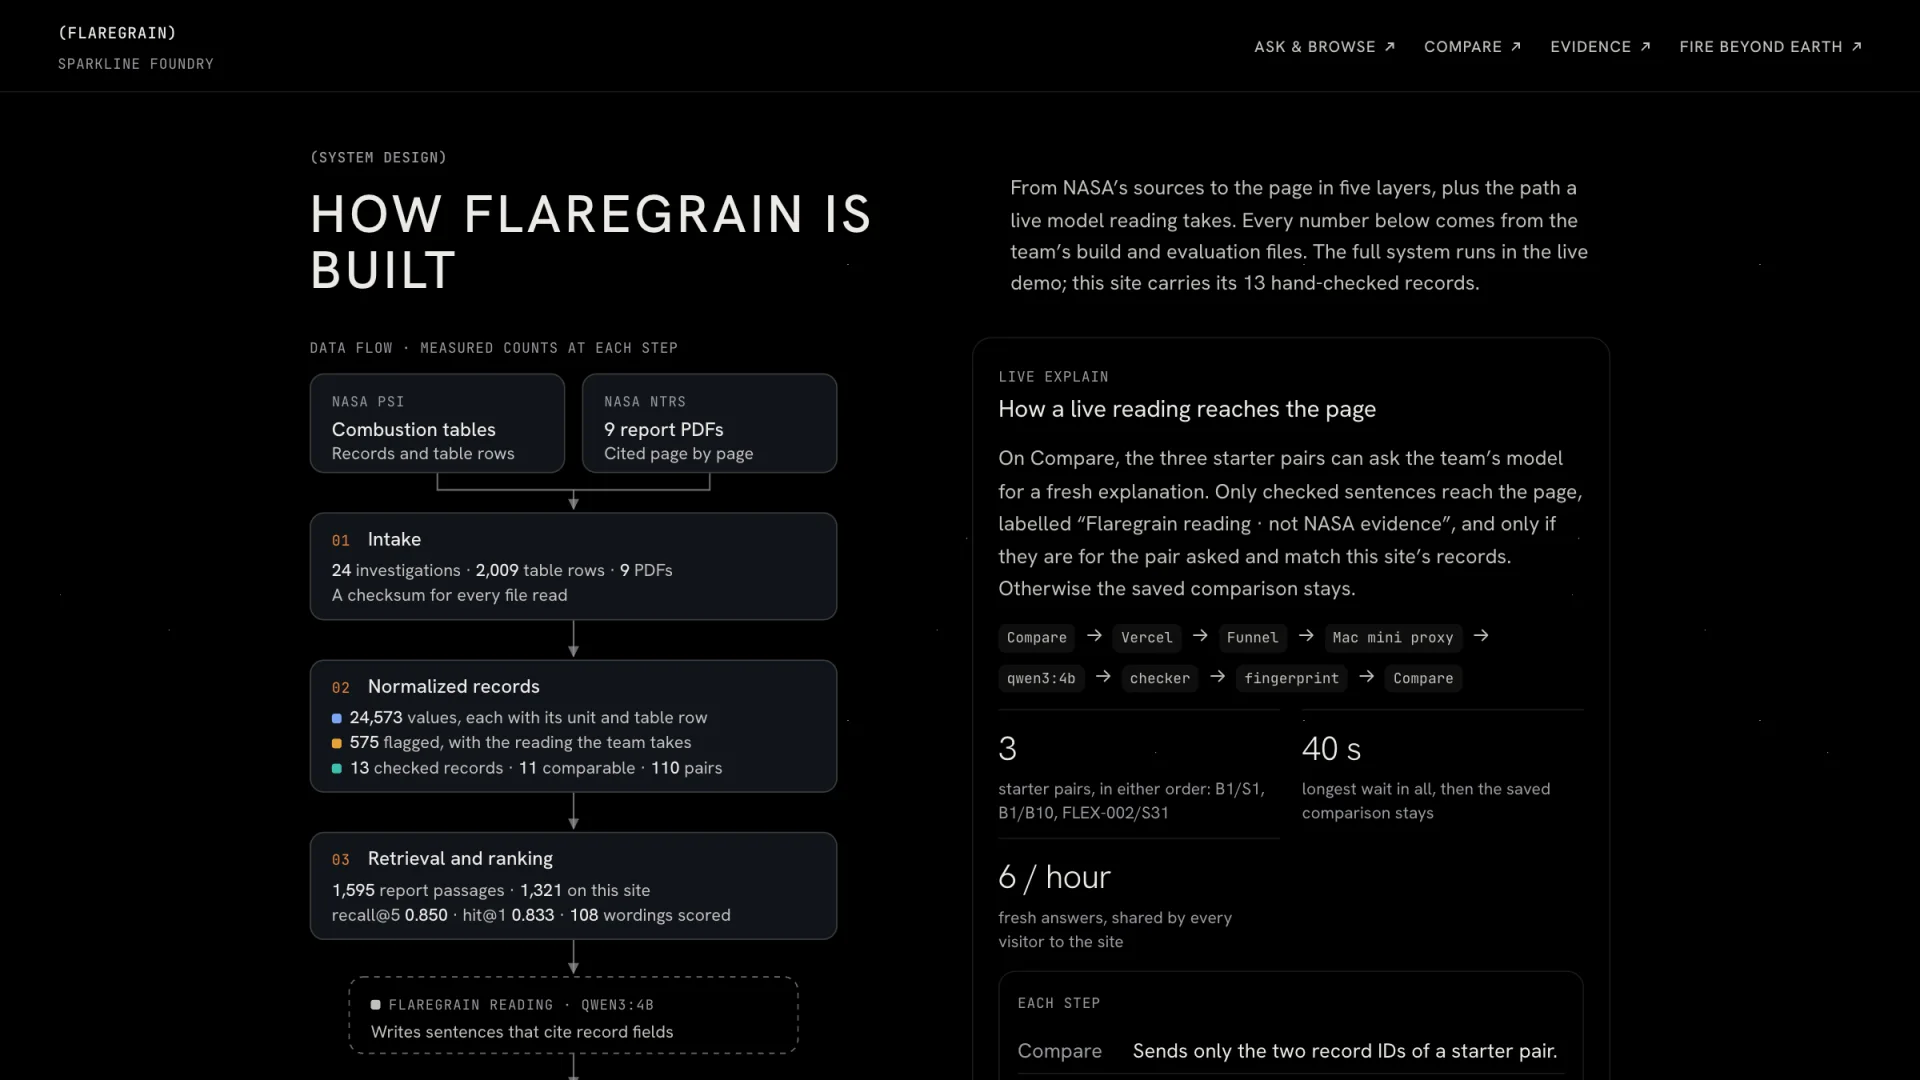 (FLAREGRAIN)
SPARKLINE FOUNDRY
ASK & BROWSE ↗
COMPARE ↗
EVIDENCE ↗
FIRE BEYOND EARTH ↗
(SYSTEM DESIGN)
HOW FLAREGRAIN IS
BUILT
From NASA’s sources to the page in five layers, plus the path a
live model reading takes. Every number below comes from the
team’s build and evaluation files. The full system runs in the live
demo; this site carries its 13 hand-checked records.
DATA FLOW · MEASURED COUNTS AT EACH STEP
NASA PSI
Combustion tables
Records and table rows
NASA NTRS
9 report PDFs
Cited page by page
01 Intake
24 investigations · 2,009 table rows · 9 PDFs
A checksum for every file read
02 Normalized records
24,573 values, each with its unit and table row
575 flagged, with the reading the team takes
13 checked records · 11 comparable · 110 pairs
03 Retrieval and ranking
1,595 report passages · 1,321 on this site
recall@5 0.850 · hit@1 0.833 · 108 wordings scored
FLAREGRAIN READING · QWEN3:4B
Writes sentences that cite record fields
LIVE EXPLAIN
How a live reading reaches the page
On Compare, the three starter pairs can ask the team’s model
for a fresh explanation. Only checked sentences reach the page,
labelled “Flaregrain reading · not NASA evidence”, and only if
they are for the pair asked and match this site’s records.
Otherwise the saved comparison stays.
Compare → Vercel → Funnel → Mac mini proxy →
qwen3:4b → checker → fingerprint → Compare
3
starter pairs, in either order: B1/S1,
B1/B10, FLEX-002/S31
40 s
longest wait in all, then the saved
comparison stays
6 / hour
fresh answers, shared by every
visitor to the site
EACH STEP
Compare Sends only the two record IDs of a starter pair.